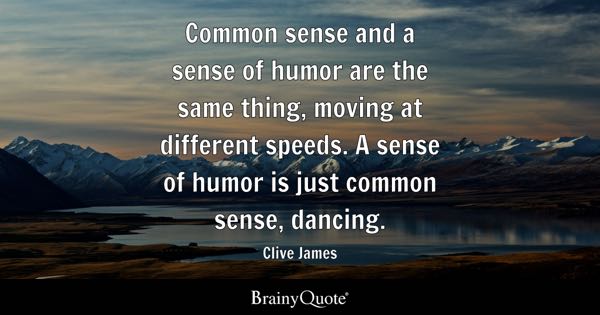 Common sense and a
sense of humor are the
same thing, moving at
different speeds. A sense
of humor is just common
sense, dancing.
Clive James
BrainyQuote®